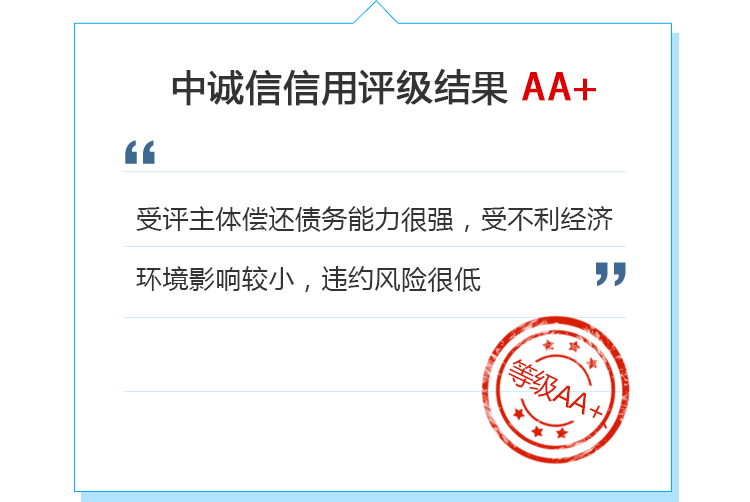 中诚信信用评级结果 AA+
“
受评主体偿还债务能力很强，受不利经济
环境影响较小，违约风险很低
”
等级AA+